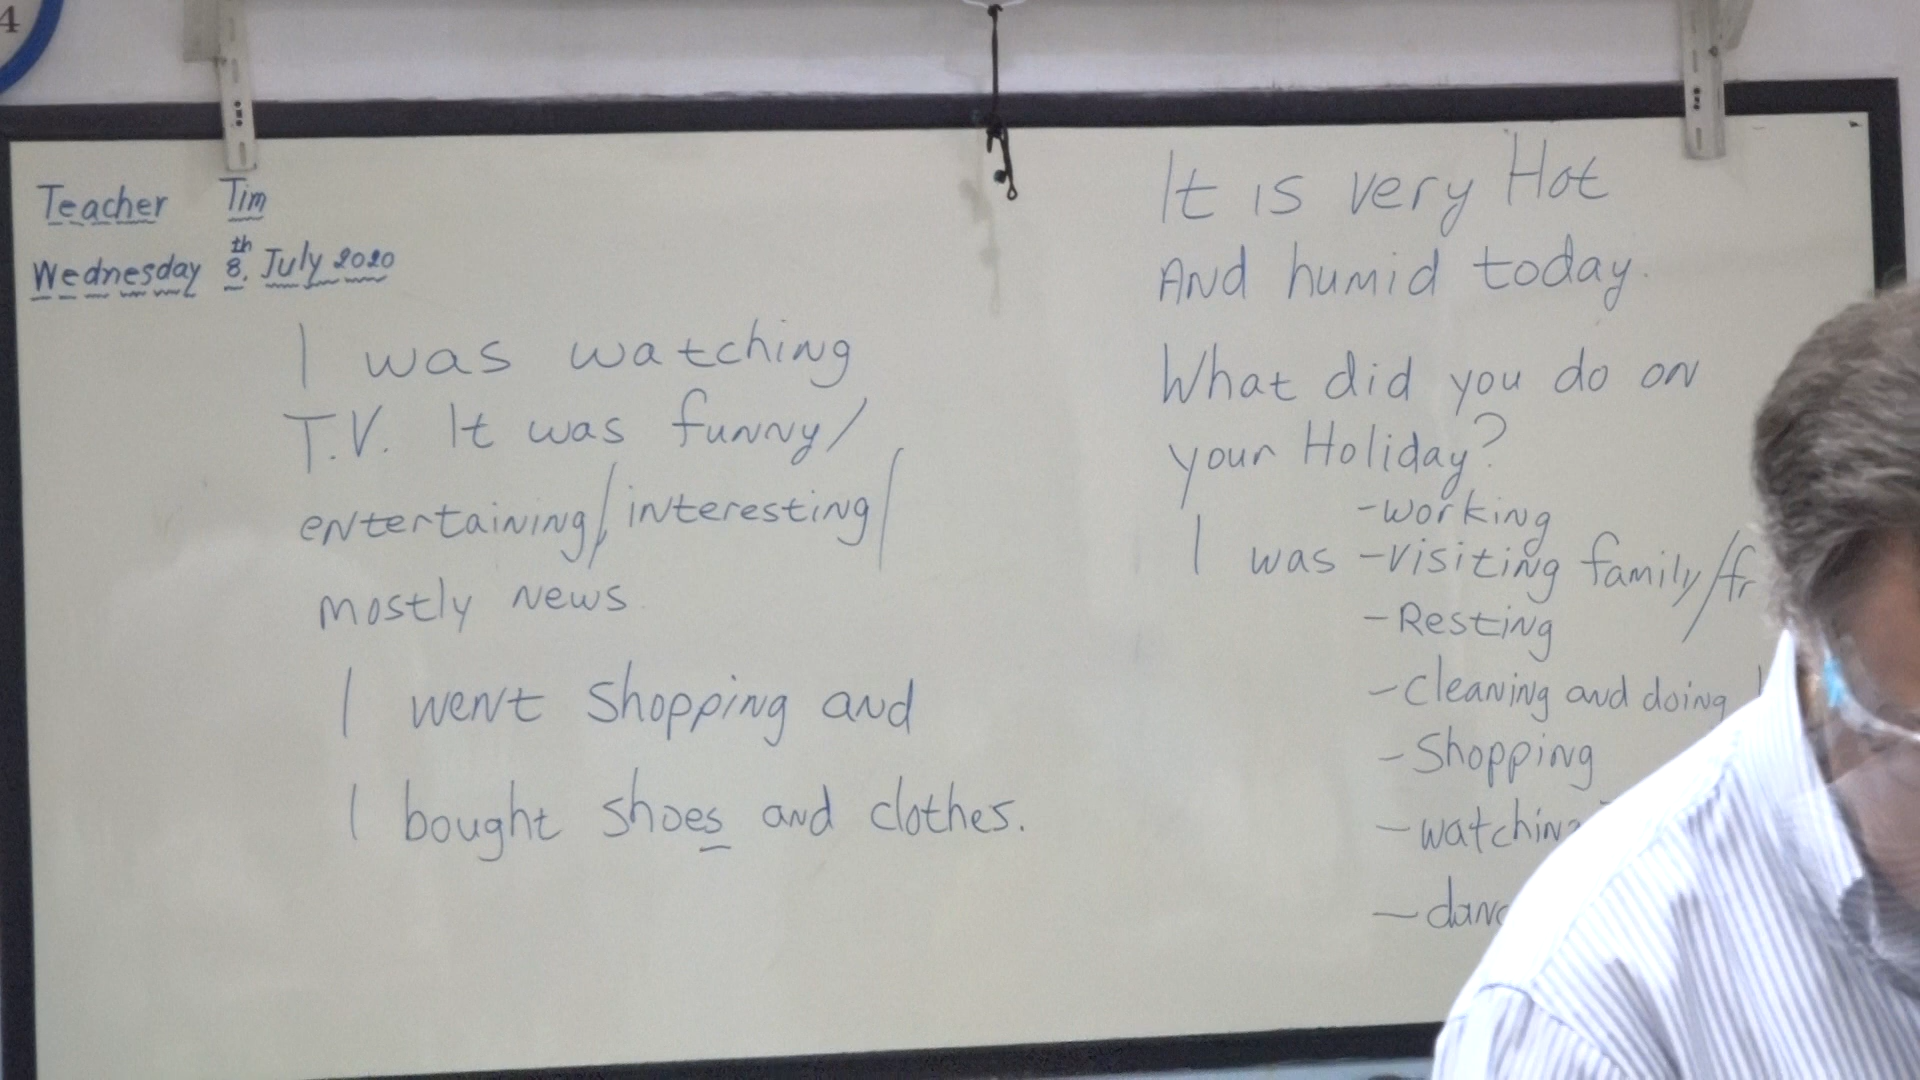 4
Teacher Tim
Wednesday 8th. July 2020
I was watching
T.V. It was funny/
entertaining/interesting/
mostly news
I went shopping and
I bought shoes and clothes.
It is very Hot
And humid today.
What did you do on
your Holiday?
-working
I was -visiting family/
-Resting
-Cleaning and doing
-Shopping
-watching